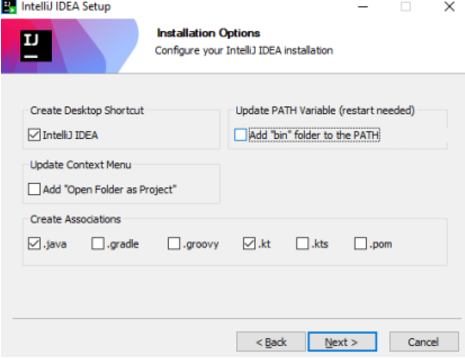 IntelliJ IDEA Setup
IJ
Installation Options
Configure your IntelliJ IDEA installation
Create Desktop Shortcut
IntelliJ IDEA
Update PATH Variable (restart needed)
Add "bin" folder to the PATH
Update Context Menu
Add "Open Folder as Project"
Create Associations
.java .gradle .groovy .kt .kts .pom
< Back Next > Cancel